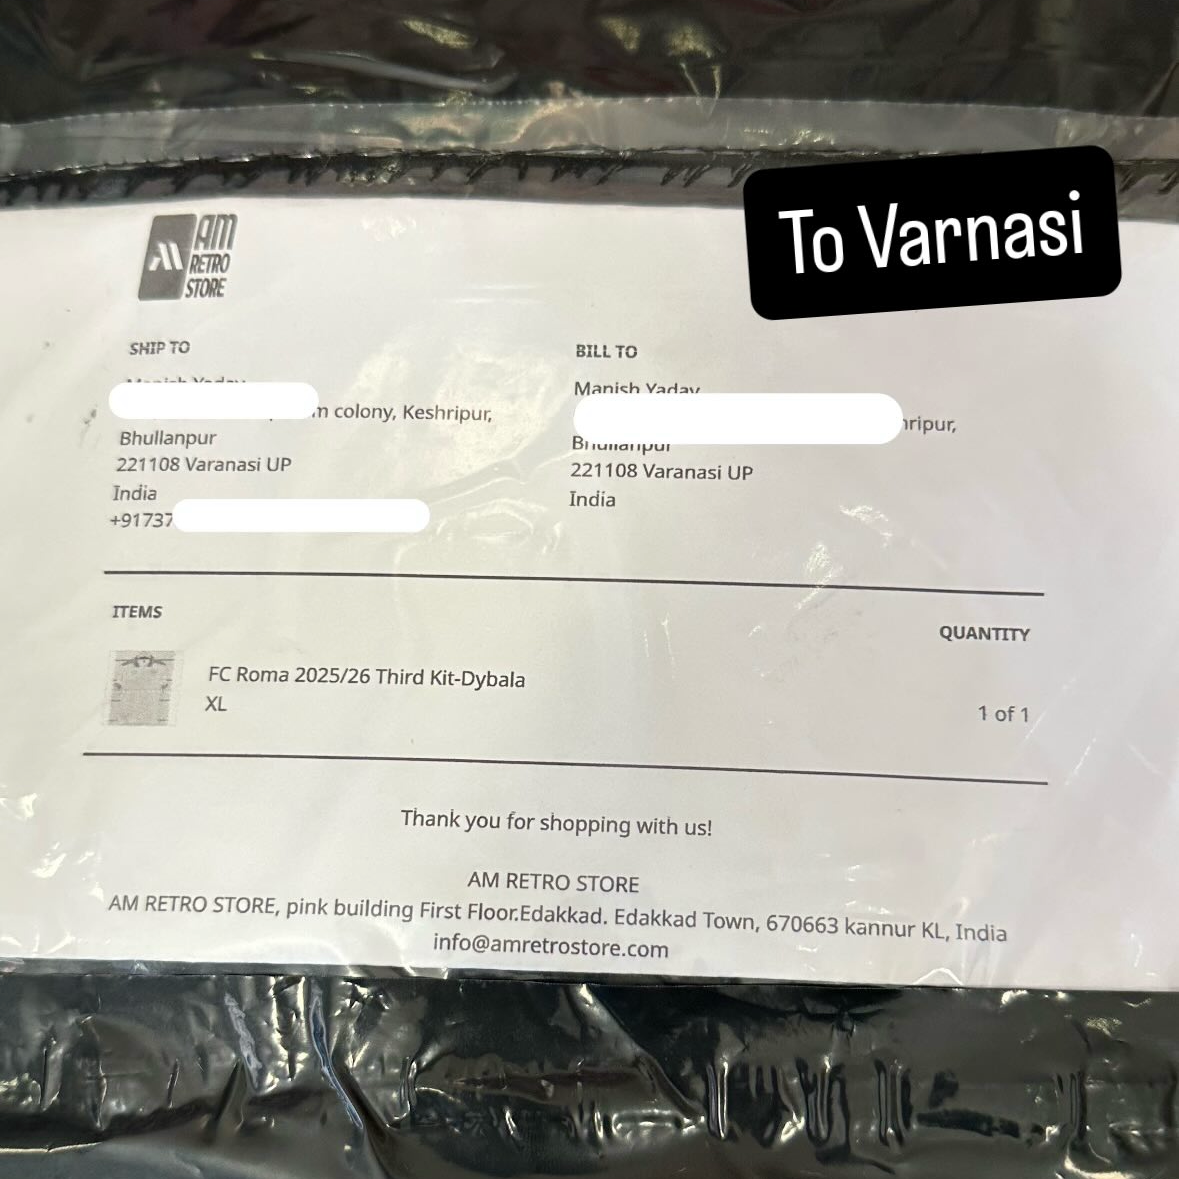 To Varnasi
AM
RETRO
STORE
SHIP TO
colony, Keshripur,
Bhullanpur
221108 Varanasi UP
India
+91737
BILL TO
Manish Yadav
Bhullanpur
221108 Varanasi UP
India
ITEMS
QUANTITY
FC Roma 2025/26 Third Kit-Dybala
XL
1 of 1
Thank you for shopping with us!
AM RETRO STORE
AM RETRO STORE, pink building First Floor.Edakkad. Edakkad Town, 670663 kannur KL, India
info@amretrostore.com